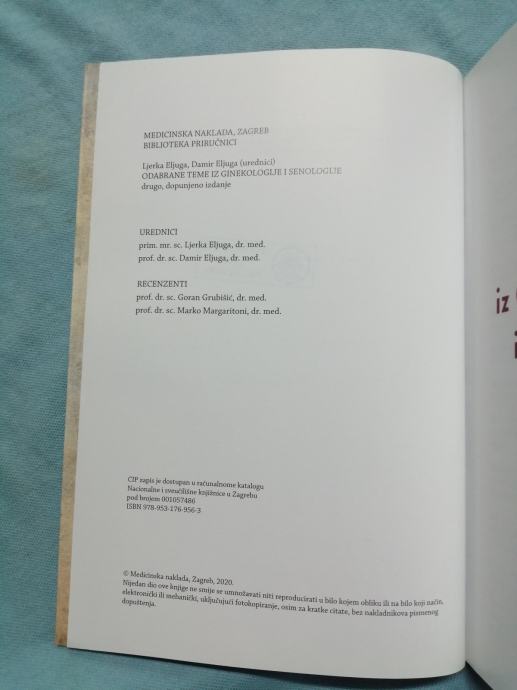 MEDICINSKA NAKLADA, ZAGREB
BIBLIOTEKA PRIRUČNICI
Ljerka Eljuga, Damir Eljuga (urednici)
ODABRANE TEME IZ GINEKOLOGIJE I SENOLOGIJE
drugo, dopunjeno izdanje
UREDNICI
prim. mr. sc. Ljerka Eljuga, dr. med.
prof. dr. sc. Damir Eljuga, dr. med.
RECENZENTI
prof. dr. sc. Goran Grubišić, dr. med.
prof. dr. sc. Marko Margaritoni, dr. med.
CIP zapis je dostupan u računalnome katalogu
Nacionalne i sveučilišne knjižnice u Zagrebu
pod brojem 001057486
ISBN 978-953-176-956-3
© Medicinska naklada, Zagreb, 2020.
Nijedan dio ove knjige ne smije se umnožavati niti reproducirati u bilo kojem obliku ili na bilo koji način,
elektronički ili mehanički, uključujući fotokopiranje, osim za kratke citate, bez nakladnikova pismenog
dopuštenja.
iz